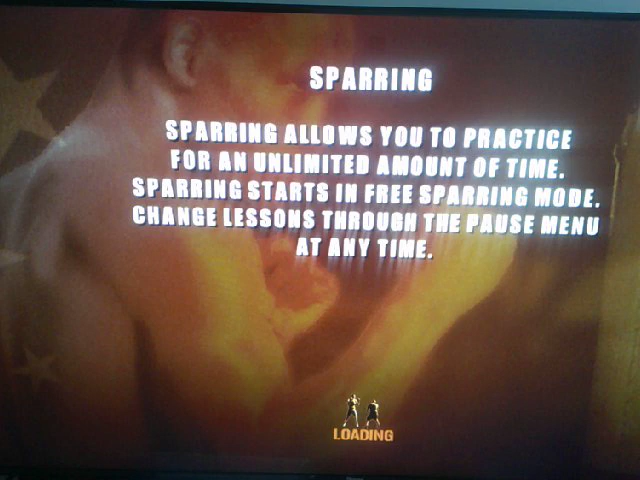 SPARRING
SPARRING ALLOWS YOU TO PRACTICE
FOR AN UNLIMITED AMOUNT OF TIME.
SPARRING STARTS IN FREE SPARRING MODE.
CHANGE LESSONS THROUGH THE PAUSE MENU
AT ANY TIME.
LOADING